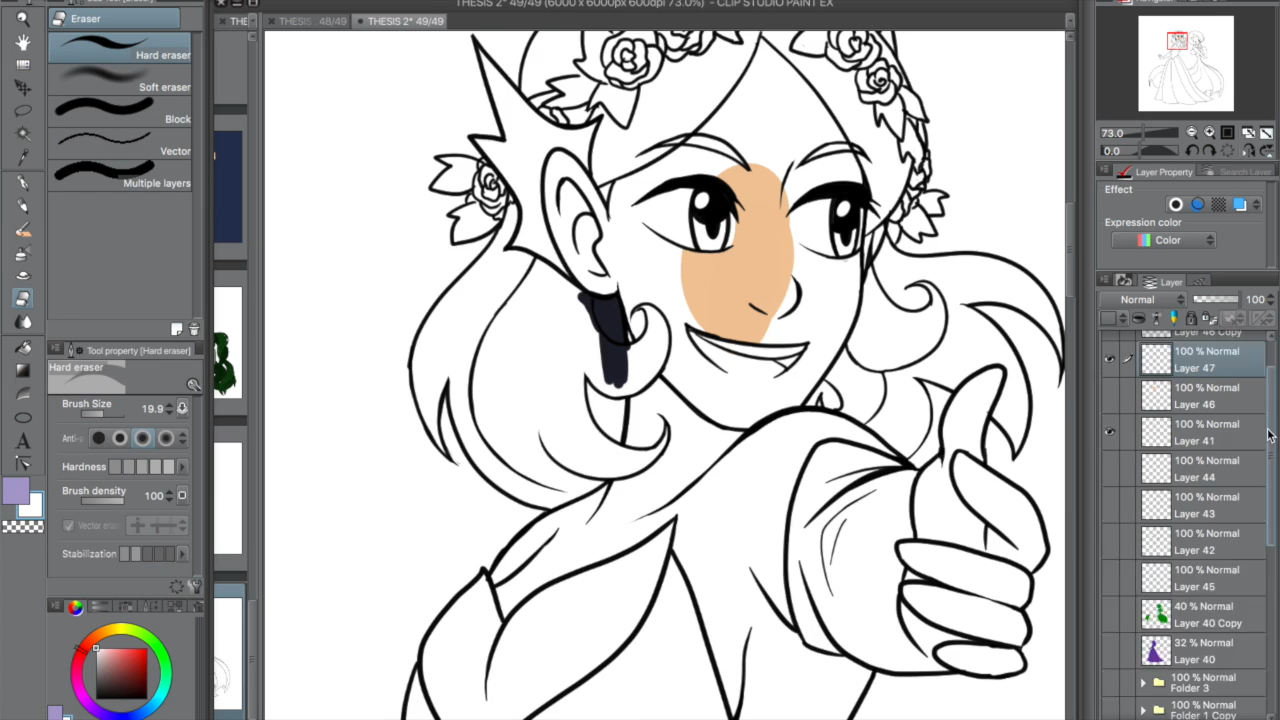 THESIS 2* 49/49 (6000 x 6000px 600dpi 73.0%) - CLIP STUDIO PAINT EX
THE
THESIS 48/49
THESIS 2* 49/49
Eraser
Hard eraser
Soft eraser
Block
Vector
Multiple layers
Tool property [Hard eraser]
Hard eraser
Brush Size 19.9
Anti-
Hardness
Brush density 100
Vector
Stabilization
73.0
0.0
Layer Property
Search Layer
Effect
Expression color
Color
Layer
Normal 100
Layer 46 Copy
100 % Normal
Layer 47
100 % Normal
Layer 46
100 % Normal
Layer 41
100 % Normal
Layer 44
100 % Normal
Layer 43
100 % Normal
Layer 42
100 % Normal
Layer 45
40 % Normal
Layer 40 Copy
32 % Normal
Layer 40
100 % Normal
Folder 3
100 % Normal
Folder 1 Copy